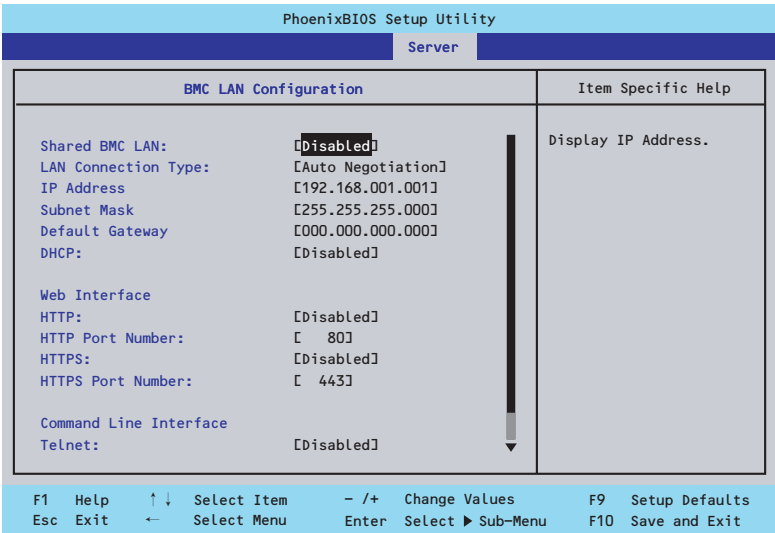 PhoenixBIOS Setup Utility
Server
BMC LAN Configuration
Item Specific Help
Shared BMC LAN: [Disabled]
Display IP Address.
LAN Connection Type: [Auto Negotiation]
IP Address [192.168.001.001]
Subnet Mask [255.255.255.000]
Default Gateway [000.000.000.000]
DHCP: [Disabled]
Web Interface
HTTP: [Disabled]
HTTP Port Number: [  80]
HTTPS: [Disabled]
HTTPS Port Number: [ 443]
Command Line Interface
Telnet: [Disabled]
F1 Help ↑↓ Select Item - /+ Change Values F9 Setup Defaults
Esc Exit ← Select Menu Enter Select ▶ Sub-Menu F10 Save and Exit